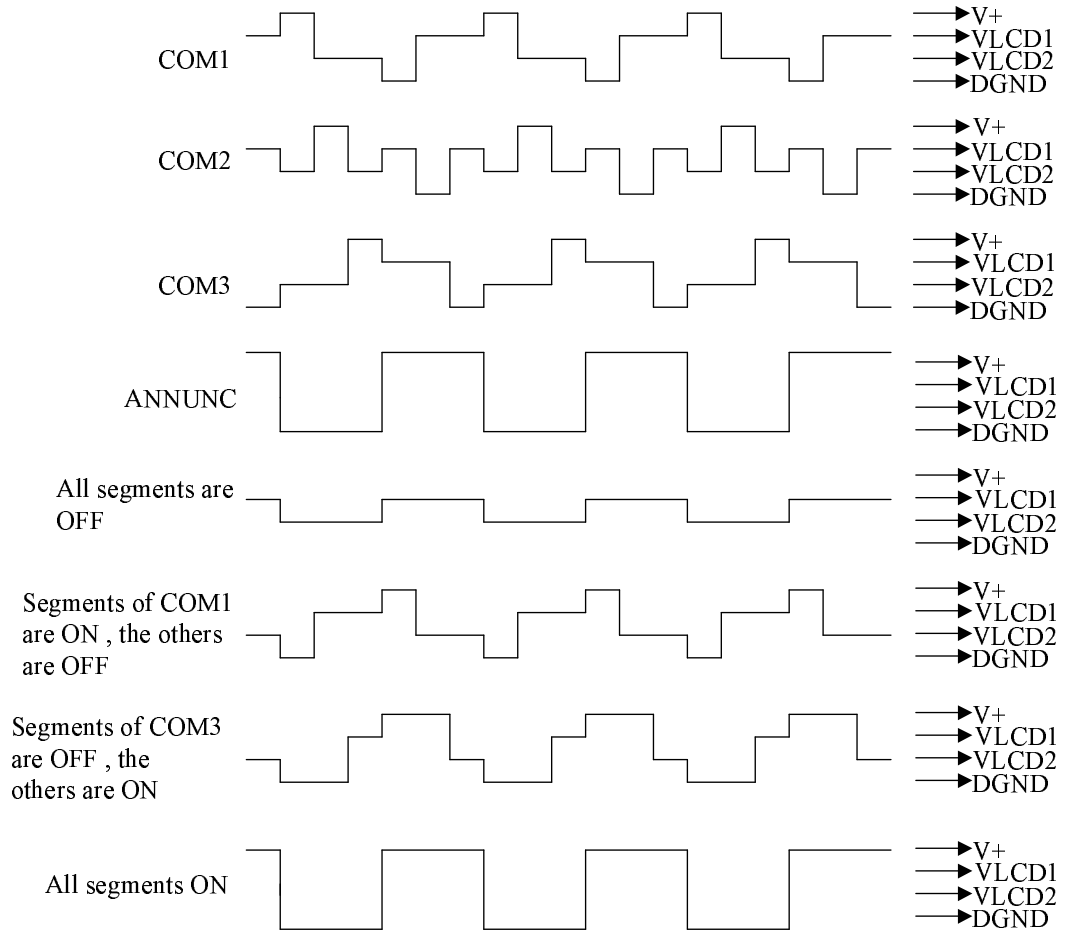 COM1
V+
VLCD1
VLCD2
DGND
COM2
V+
VLCD1
VLCD2
DGND
COM3
V+
VLCD1
VLCD2
DGND
ANNUNC
V+
VLCD1
VLCD2
DGND
All segments are
OFF
V+
VLCD1
VLCD2
DGND
Segments of COM1
are ON , the others
are OFF
V+
VLCD1
VLCD2
DGND
Segments of COM3
are OFF , the
others are ON
V+
VLCD1
VLCD2
DGND
All segments ON
V+
VLCD1
VLCD2
DGND